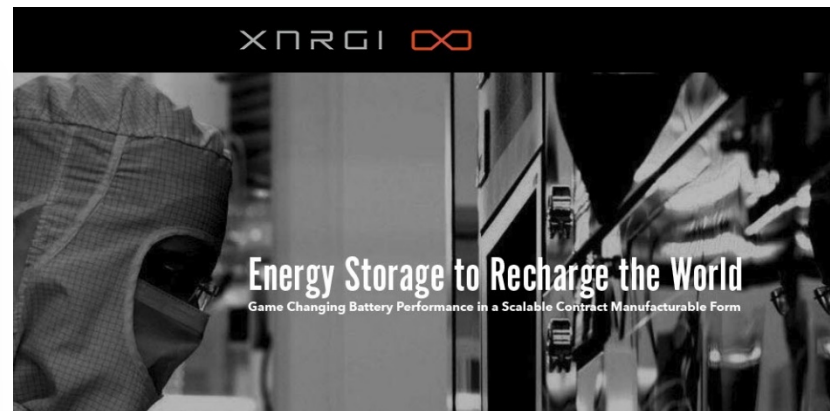 XNRGI
Energy Storage to Recharge the World
Game Changing Battery Performance in a Scalable Contract Manufacturable Form